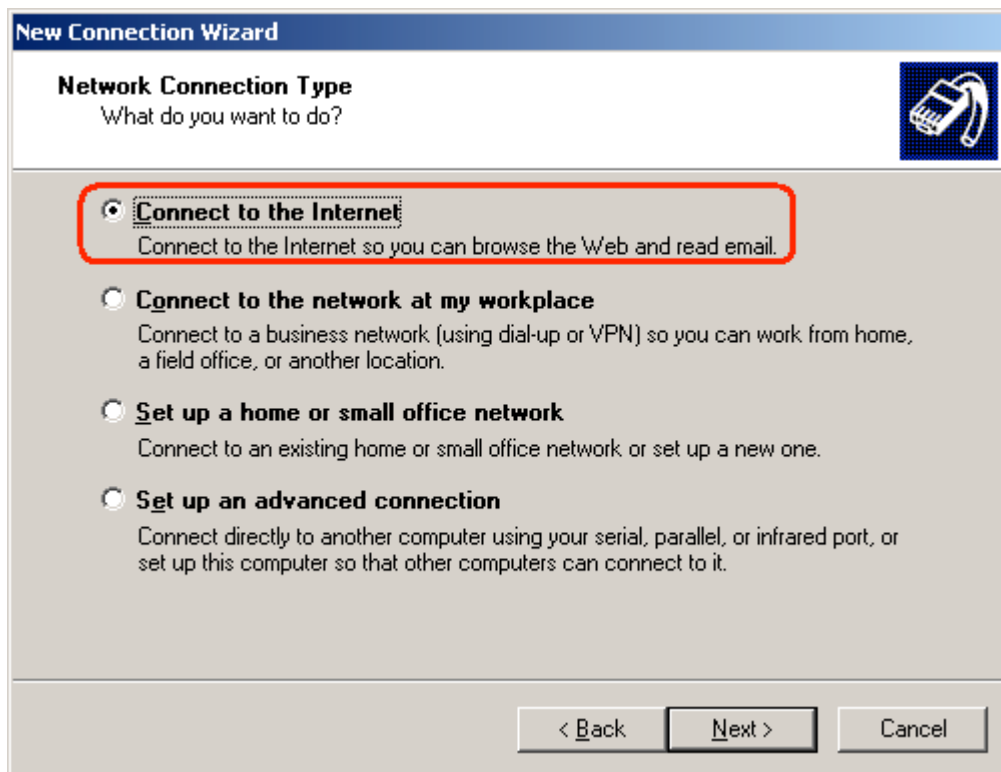 New Connection Wizard
Network Connection Type
What do you want to do?
Connect to the Internet
Connect to the Internet so you can browse the Web and read email.
Connect to the network at my workplace
Connect to a business network (using dial-up or VPN) so you can work from home,
a field office, or another location.
Set up a home or small office network
Connect to an existing home or small office network or set up a new one.
Set up an advanced connection
Connect directly to another computer using your serial, parallel, or infrared port, or
set up this computer so that other computers can connect to it.
< Back Next > Cancel